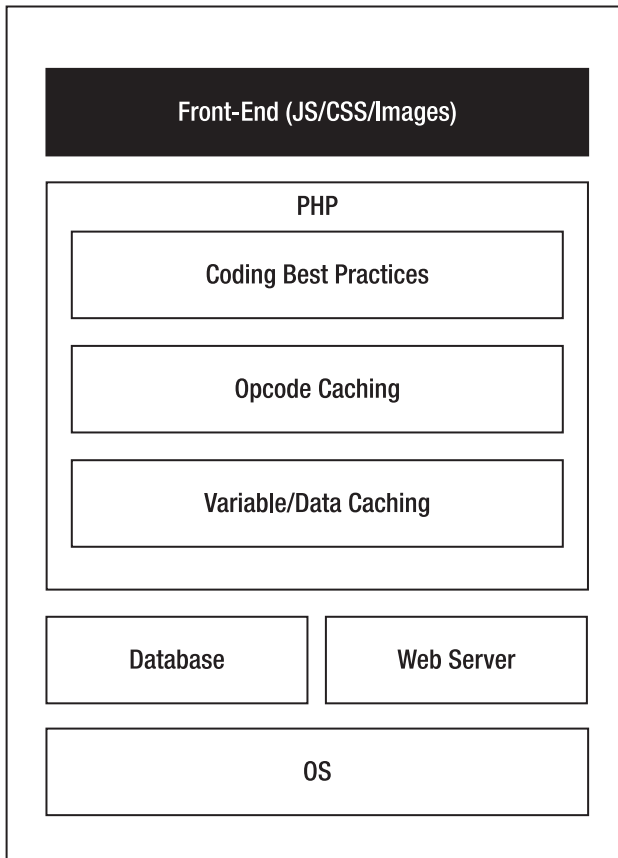 Front-End (JS/CSS/Images)
PHP
Coding Best Practices
Opcode Caching
Variable/Data Caching
Database
Web Server
OS